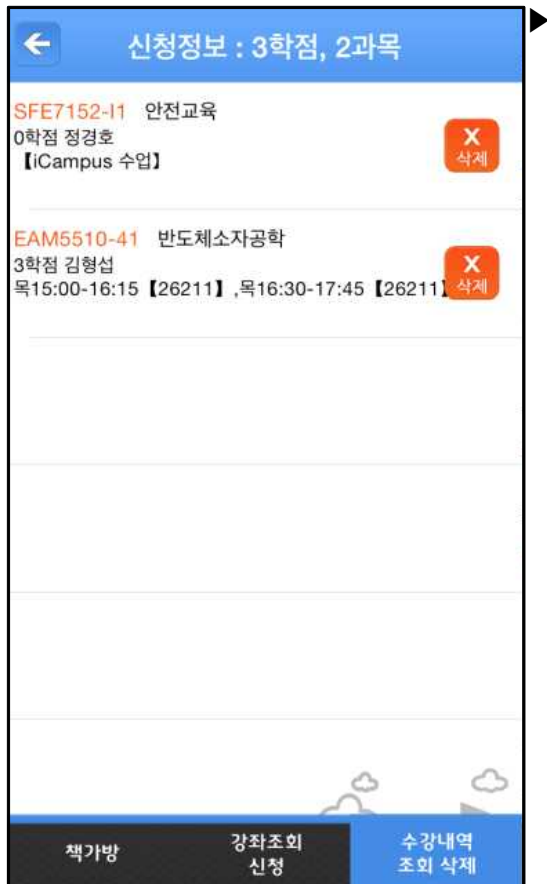 신청정보 : 3학점, 2과목
SFE7152-I1 안전교육
0학점 정경호
【iCampus 수업】
X
삭제
EAM5510-41 반도체소자공학
3학점 김형섭
목15:00-16:15【26211】,목16:30-17:45【26211】
X
삭제
책가방
강좌조회
신청
수강내역
조회 삭제